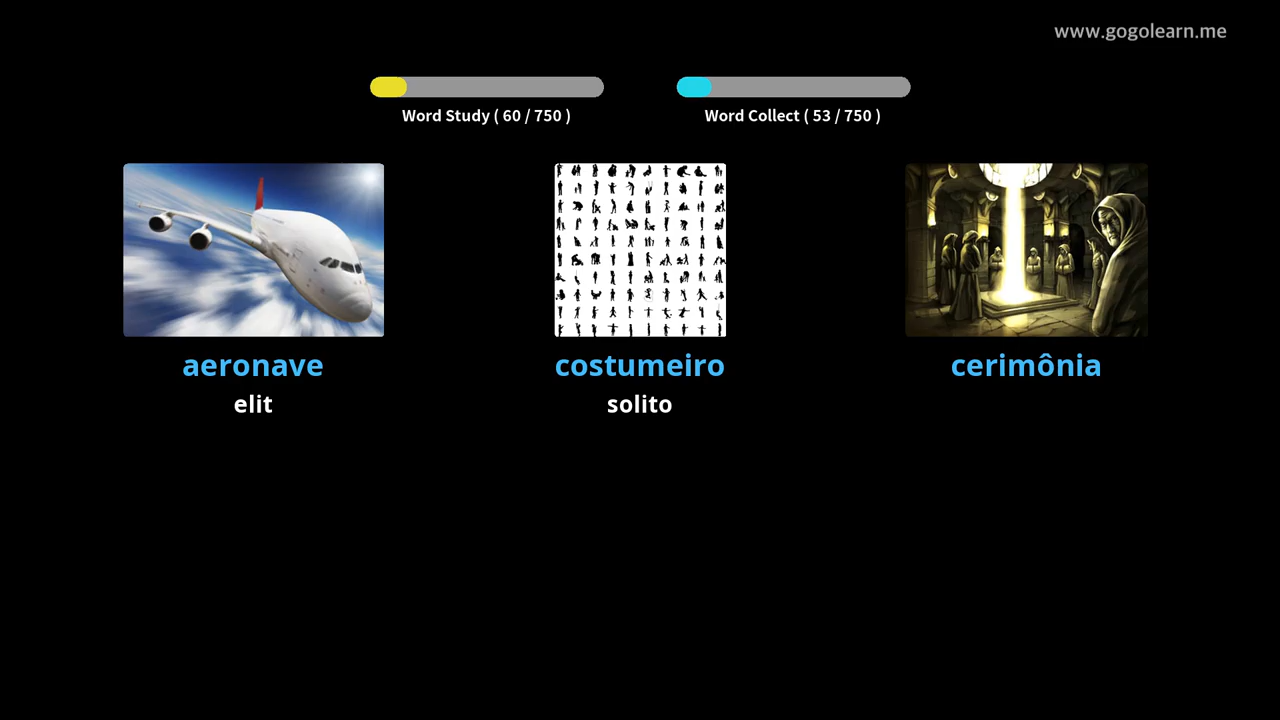 www.gogolearn.me
Word Study ( 60 / 750 )
Word Collect ( 53 / 750 )
aeronave
costumeiro
cerimônia
elit
solito